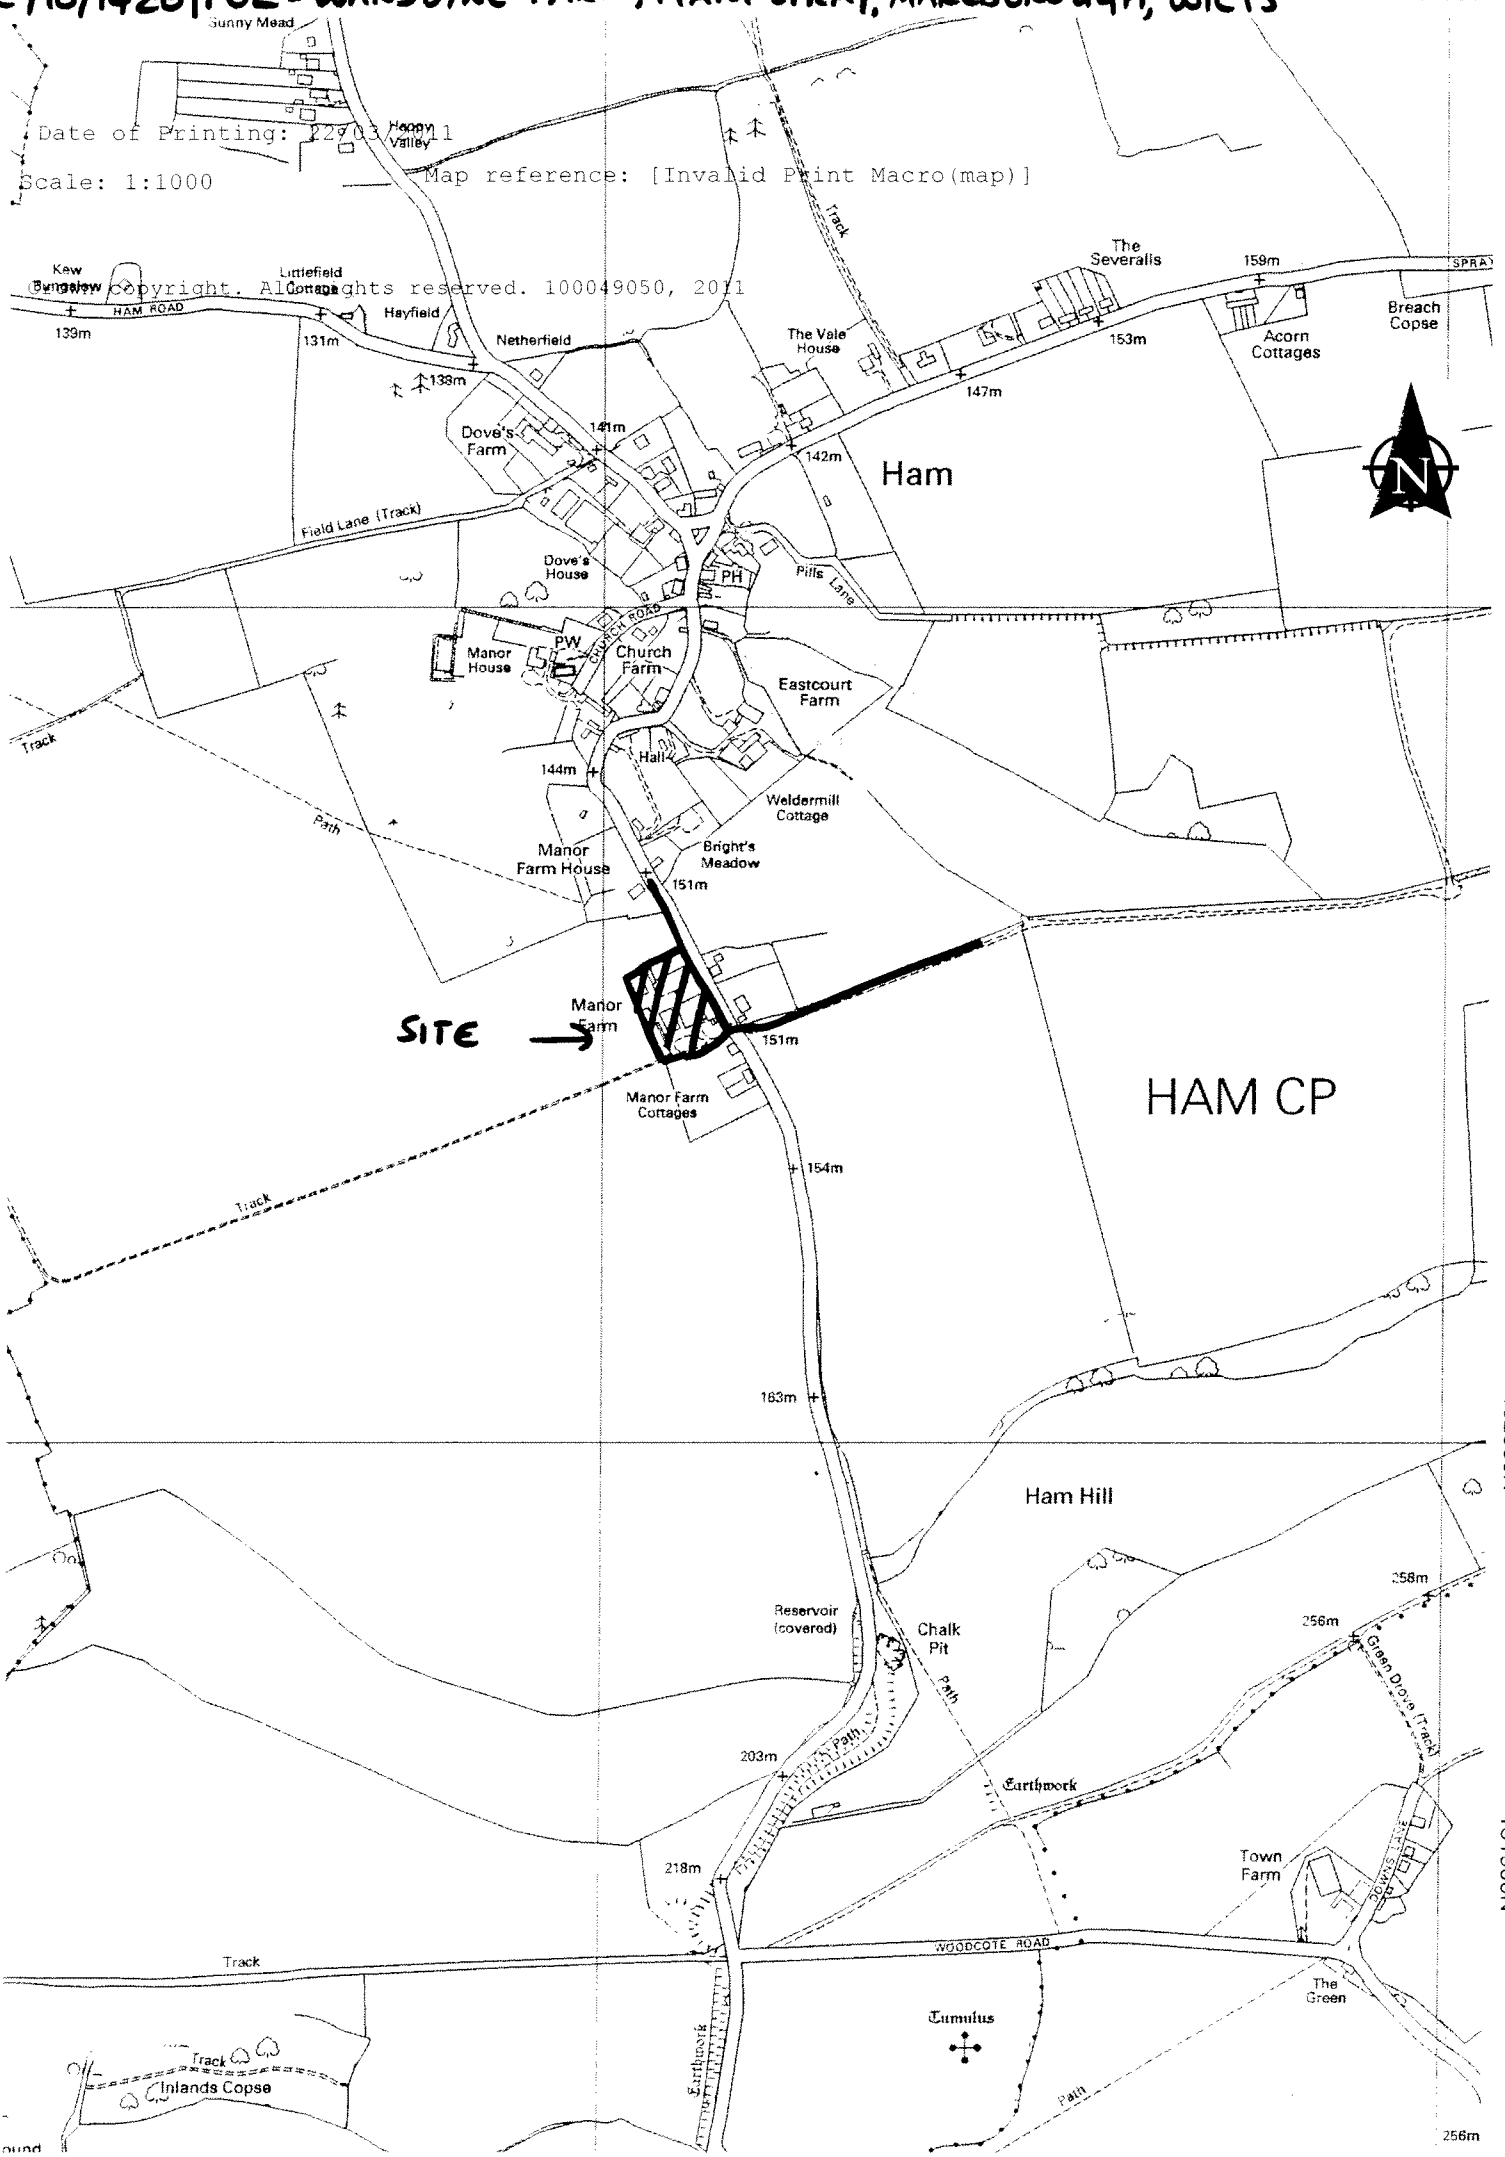 MARLBOROUGH, WILTS
Sunny Mead
Happy
Valley
Date of Printing: 22/03/2011
Scale: 1:1000
Map reference: [Invalid Print Macro(map)]
Track
The
Severalls
159m
Kew
Bungalow
Littlefield
Cottage
copyright. All rights reserved. 100049050, 2011
HAM ROAD
Hayfield
139m
131m
Netherfield
The Vale
House
153m
Acorn
Cottages
Breach
Copse
138m
147m
Dove's
Farm
141m
142m
Ham
N
Field Lane (Track)
Dove's
House
PH
Pills Lane
CHURCH ROAD
PW
Manor
House
Church
Farm
Eastcourt
Farm
Track
Hall
144m
Weldermill
Cottage
Path
Manor
Farm House
Bright's
Meadow
151m
Manor
Farm
SITE
151m
HAM CP
Manor Farm
Cottages
154m
Track
163m
Ham Hill
258m
Reservoir
(covered)
Chalk
Pit
256m
Green Drove (Track)
Path
Path
203m
Earthwork
Town
Farm
218m
DOWNS LANE
WOODCOTE ROAD
Track
The
Green
Tumulus
Earthwork
Track
Inlands Copse
Path
256m